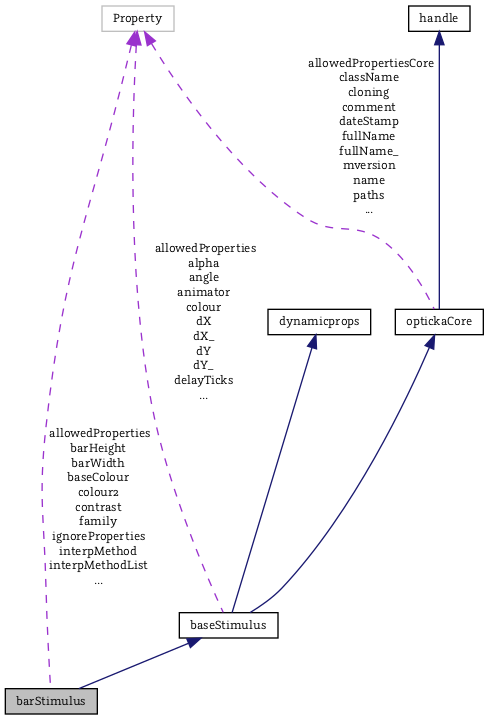 Property
handle
allowedPropertiesCore
className
cloning
comment
dateStamp
fullName
fullName_
mversion
name
paths
...
allowedProperties
alpha
angle
animator
colour
dX
dX_
dY
dY_
delayTicks
...
dynamicprops
optickaCore
allowedProperties
barHeight
barWidth
baseColour
colour2
contrast
family
ignoreProperties
interpMethod
interpMethodList
...
baseStimulus
barStimulus